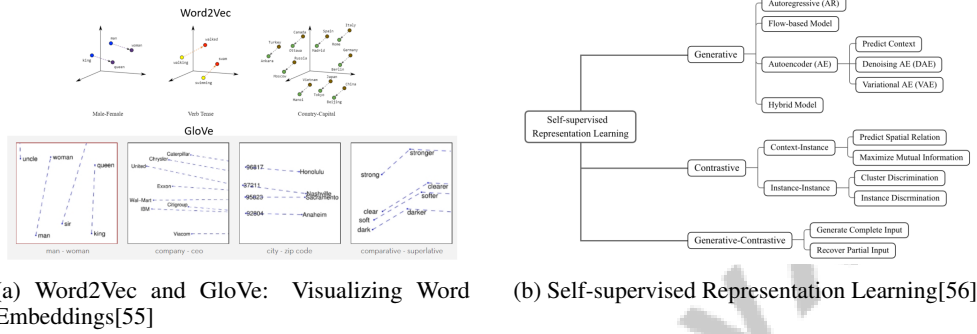 Word2Vec
man
woman
king
queen
walked
walking
swam
swimming
Canada
Italy
Turkey
Spain
Ottawa
Madrid
Rome
Russia
Ankara
Germany
Berlin
Moscow
Vietnam
Japan
China
Hanoi
Tokyo
Beijing
Male-Female
Verb Tense
Country-Capital
GloVe
uncle
woman
queen
sir
man
king
man - woman
Caterpillar
Chrysler
United
Exxon
Wal-Mart
Citigroup
IBM
Viacom
company - ceo
96817
Honolulu
37211
Nashville
95823
Sacramento
92804
Anaheim
city - zip code
stronger
strong
clearer
softer
clear
darker
soft
dark
comparative - superlative
(a) Word2Vec and GloVe: Visualizing Word
Embeddings[55]
Autoregressive (AR)
Flow-based Model
Generative
Predict Context
Autoencoder (AE)
Denoising AE (DAE)
Variational AE (VAE)
Hybrid Model
Self-supervised
Representation Learning
Predict Spatial Relation
Context-Instance
Maximize Mutual Information
Contrastive
Cluster Discrimination
Instance-Instance
Instance Discrmination
Generate Complete Input
Generative-Contrastive
Recover Partial Input
(b) Self-supervised Representation Learning[56]